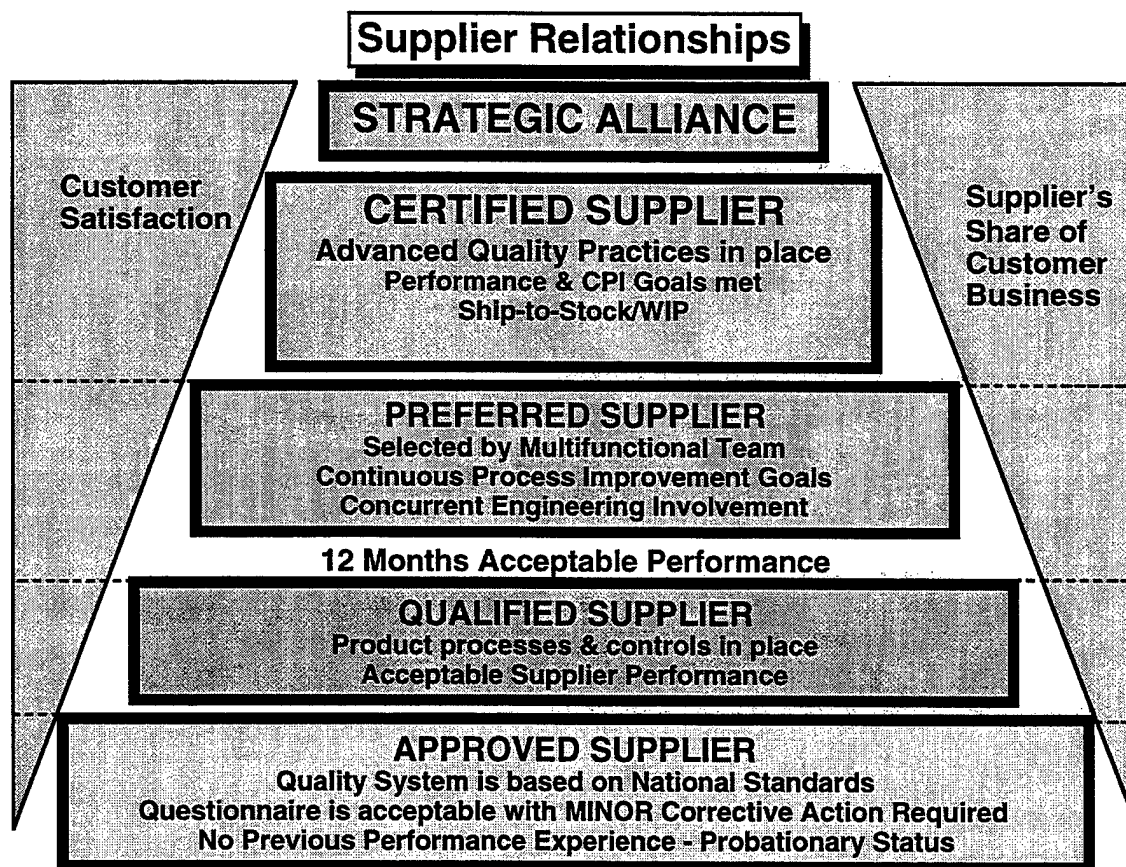 Supplier Relationships
STRATEGIC ALLIANCE
Customer
Satisfaction
CERTIFIED SUPPLIER
Advanced Quality Practices in place
Performance & CPI Goals met
Ship-to-Stock/WIP
Supplier's
Share of
Customer
Business
PREFERRED SUPPLIER
Selected by Multifunctional Team
Continuous Process Improvement Goals
Concurrent Engineering Involvement
12 Months Acceptable Performance
QUALIFIED SUPPLIER
Product processes & controls in place
Acceptable Supplier Performance
APPROVED SUPPLIER
Quality System is based on National Standards
Questionnaire is acceptable with MINOR Corrective Action Required
No Previous Performance Experience - Probationary Status